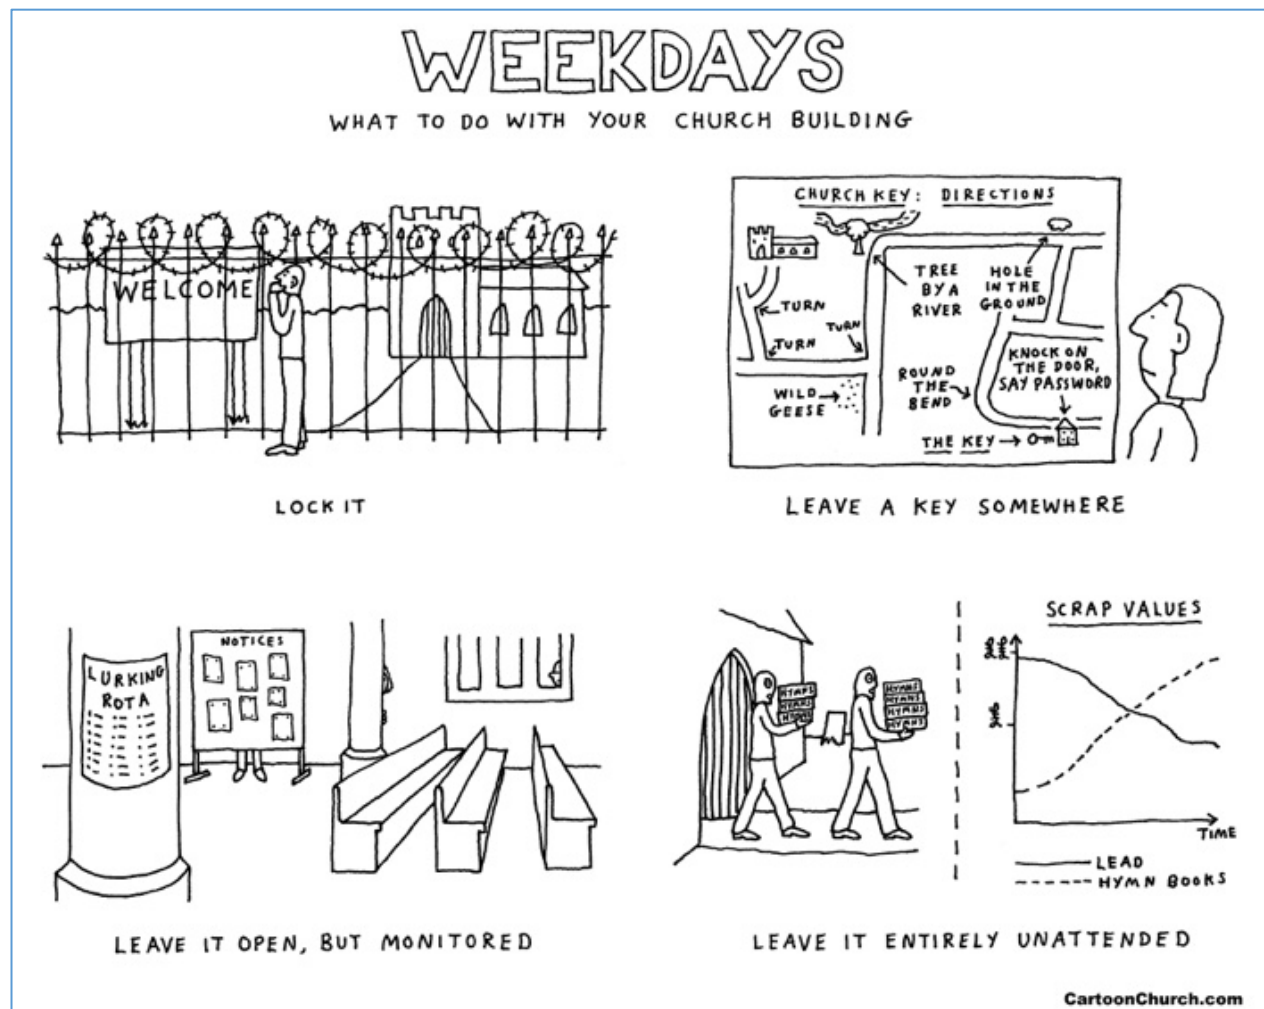 WEEKDAYS
WHAT TO DO WITH YOUR CHURCH BUILDING
WELCOME
LOCK IT
CHURCH KEY: DIRECTIONS
TREE
BY A
RIVER
HOLE
IN THE
GROUND
TURN
TURN
TURN
KNOCK ON
THE DOOR,
SAY PASSWORD
ROUND
THE
BEND
WILD
GEESE
THE KEY
LEAVE A KEY SOMEWHERE
LURKING
ROTA
NOTICES
LEAVE IT OPEN, BUT MONITORED
HYMNS
HYMNS
HYMNS
HYMNS
HYMNS
HYMNS
HYMNS
SCRAP VALUES
£££
£££
£££
TIME
LEAD
HYMN BOOKS
LEAVE IT ENTIRELY UNATTENDED
CartoonChurch.com